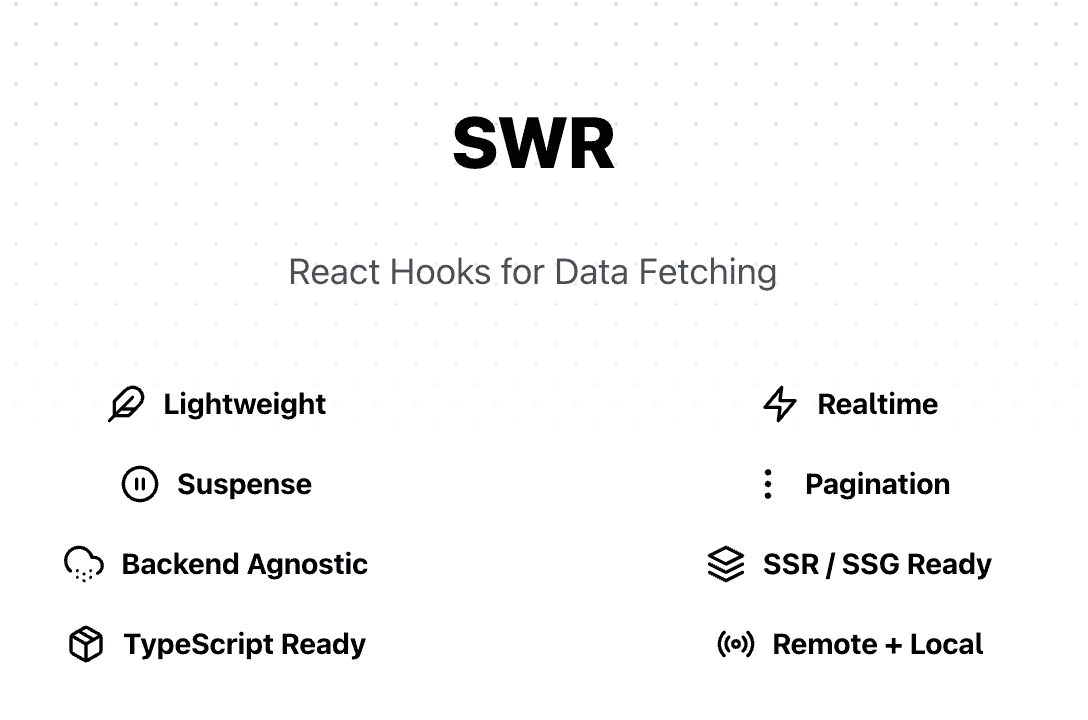 SWR
React Hooks for Data Fetching
Lightweight
Realtime
Suspense
Pagination
Backend Agnostic
SSR / SSG Ready
TypeScript Ready
Remote + Local